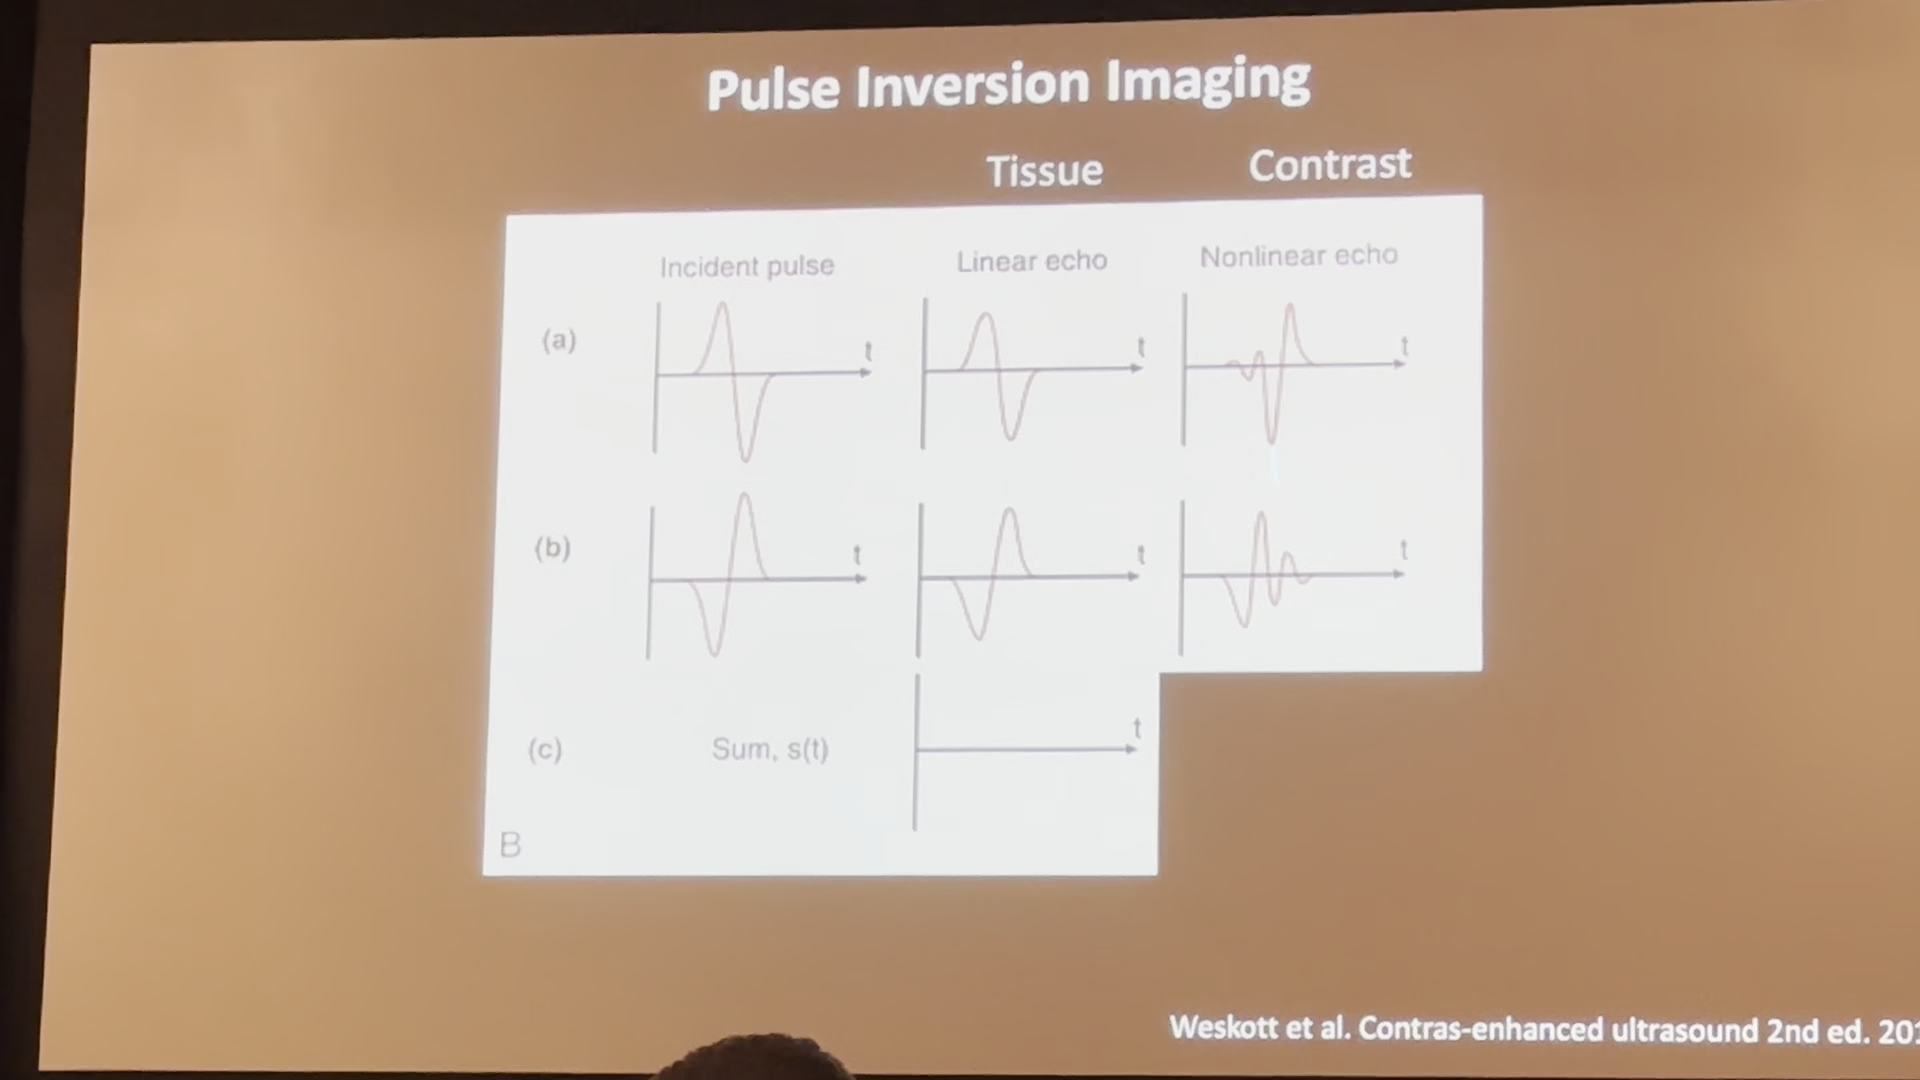 Pulse Inversion Imaging
Tissue Contrast
Incident pulse Linear echo Nonlinear echo
(a) t t t
(b) t t t
(c) Sum, s(t) t
B
Weskott et al. Contras-enhanced ultrasound 2nd ed.